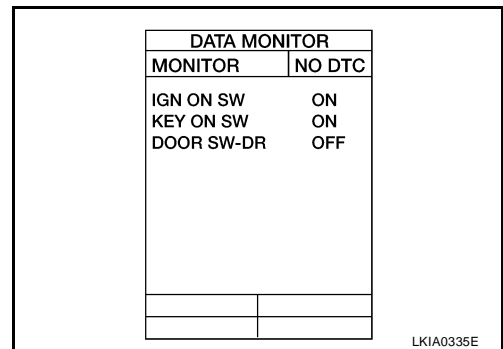 DATA MONITOR
MONITOR NO DTC
IGN ON SW ON
KEY ON SW ON
DOOR SW-DR OFF
LKIA0335E